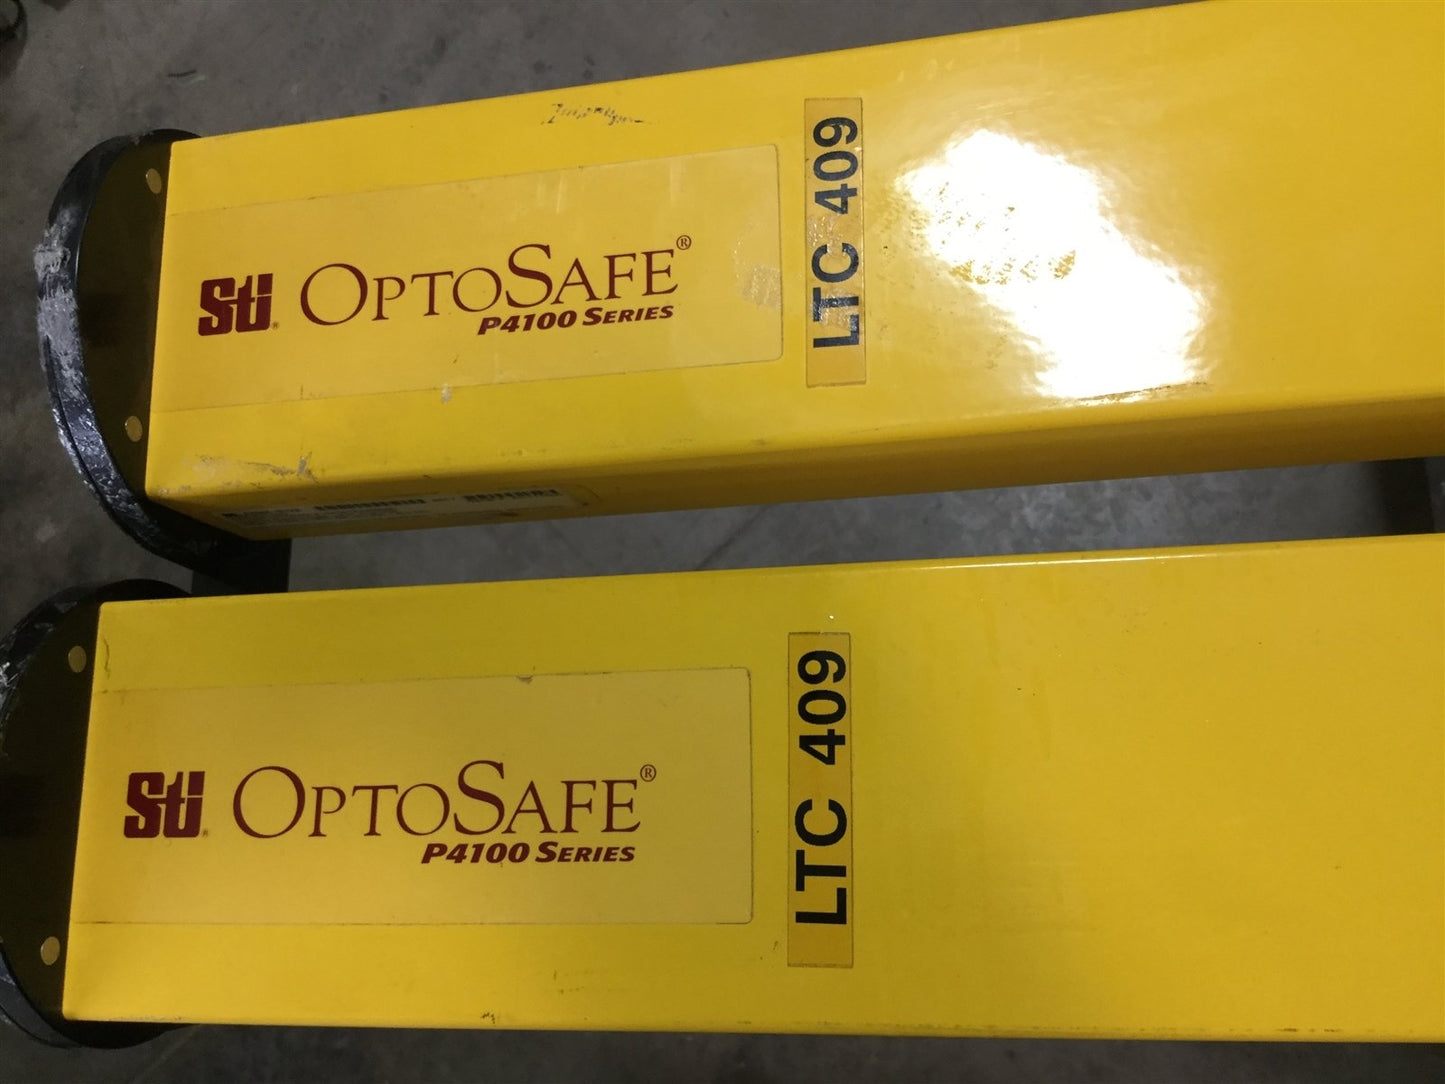 Sti® OPTOSAFE®
P4100 SERIES
LTC 409
Sti® OPTOSAFE®
P4100 SERIES
LTC 409